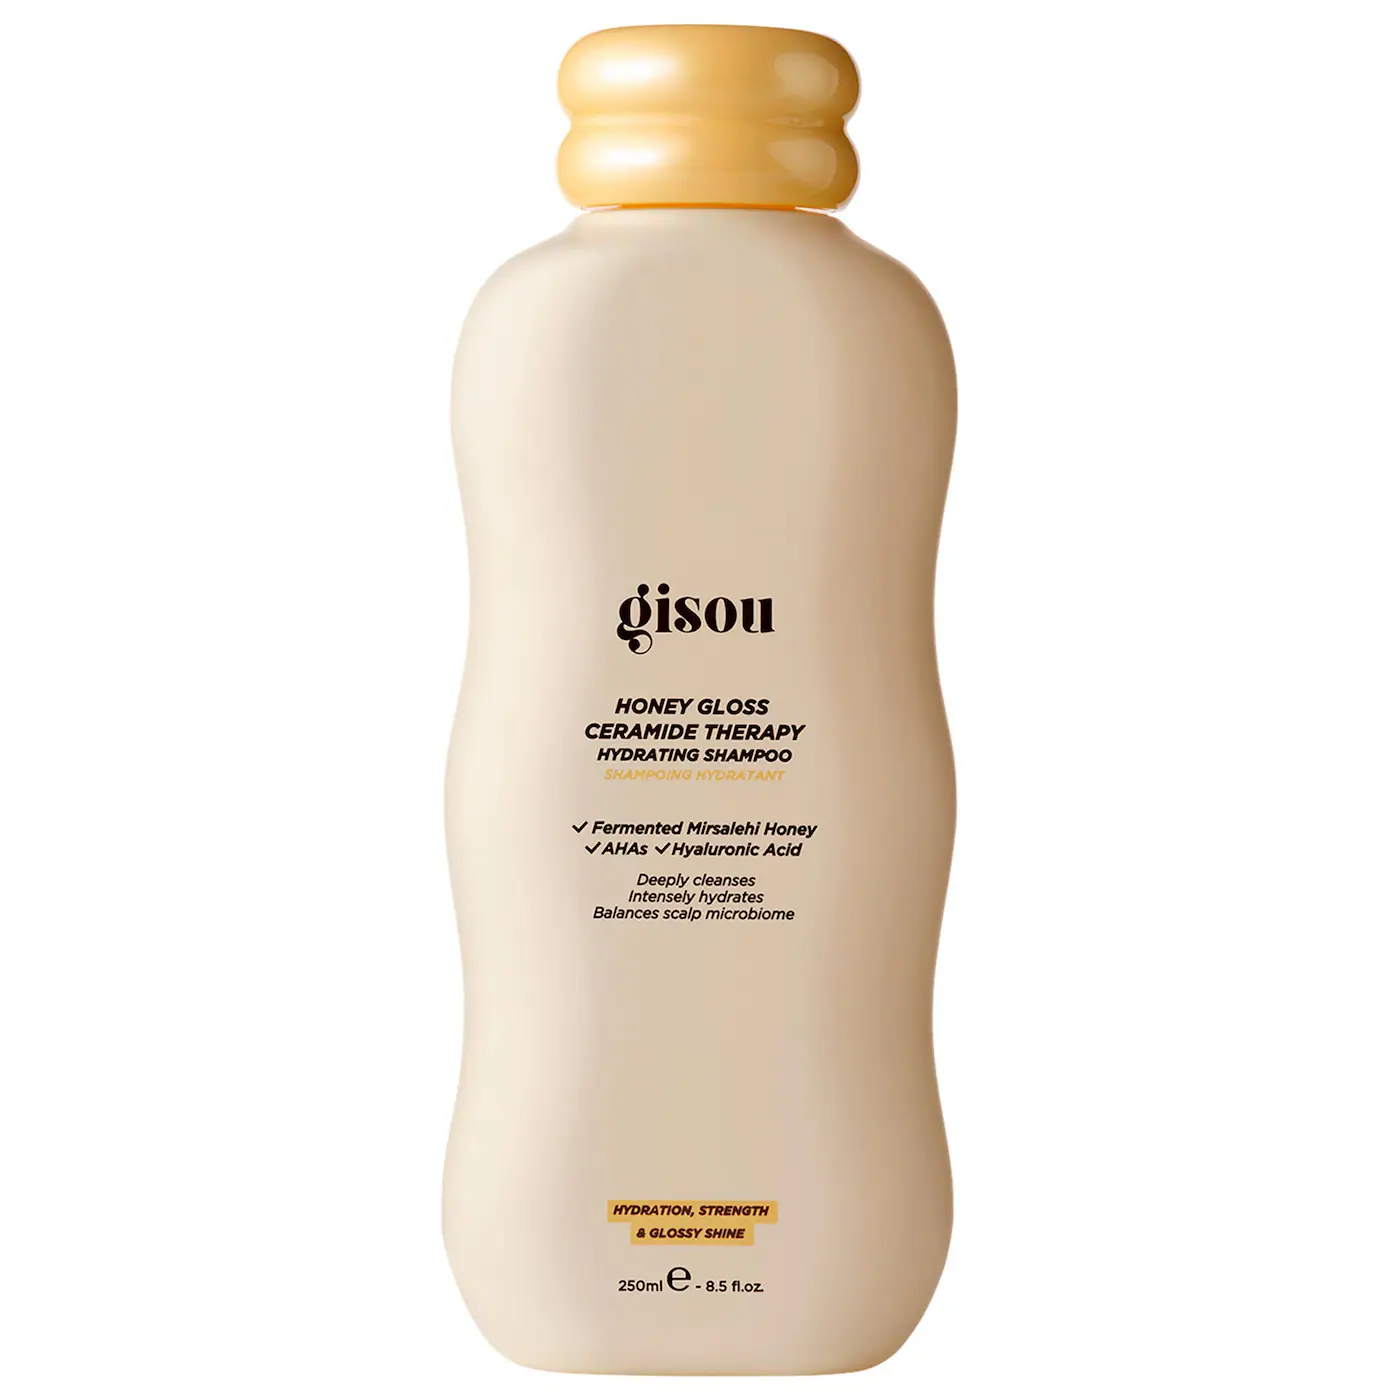 gisou
HONEY GLOSS
CERAMIDE THERAPY
HYDRATING SHAMPOO
SHAMPOING HYDRATANT
✓ Fermented Mirsalehi Honey
✓ AHAs ✓ Hyaluronic Acid
Deeply cleanses
Intensely hydrates
Balances scalp microbiome
HYDRATION, STRENGTH
& GLOSSY SHINE
250ml ℮ - 8.5 fl.oz.